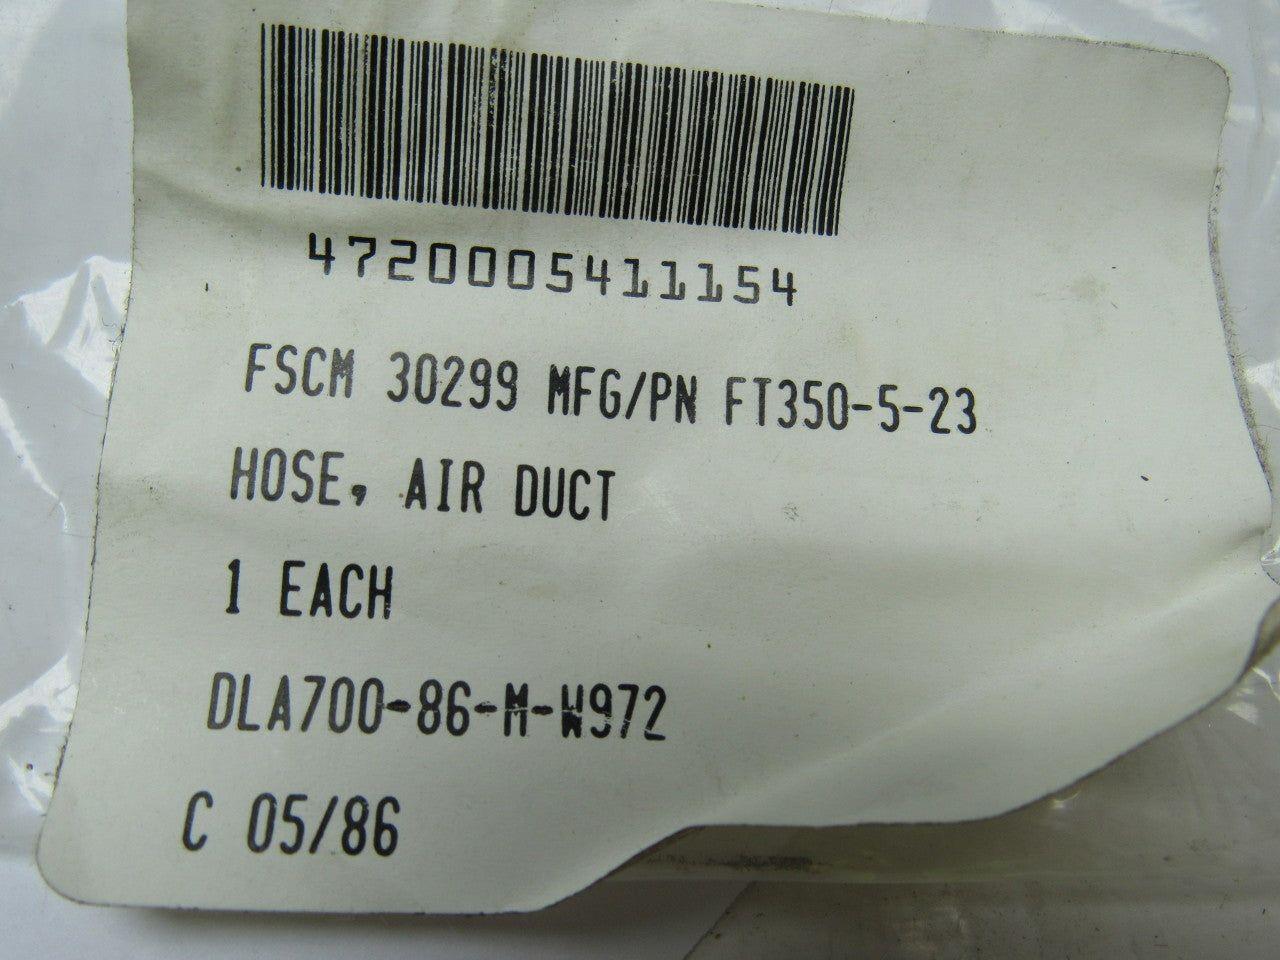 4720005411154
FSCM 30299 MFG/PN FT350-5-23
HOSE, AIR DUCT
1 EACH
DLA700-86-M-W972
C 05/86